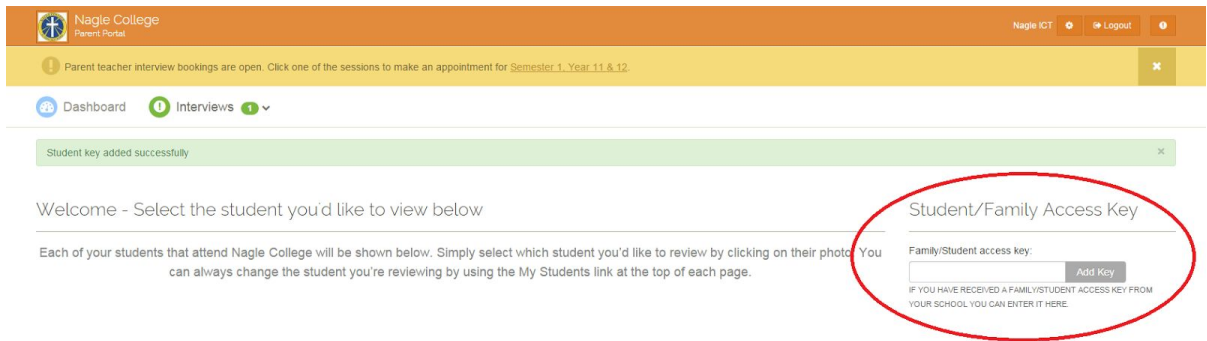 Nagle College
Parent Portal
Nagle ICT
Logout
Parent teacher interview bookings are open. Click one of the sessions to make an appointment for Semester 1, Year 11 & 12.
Dashboard
Interviews 1
Student key added successfully
Welcome - Select the student you'd like to view below
Each of your students that attend Nagle College will be shown below. Simply select which student you'd like to review by clicking on their photo. You
can always change the student you're reviewing by using the My Students link at the top of each page.
Student/Family Access Key
Family/Student access key:
Add Key
IF YOU HAVE RECEIVED A FAMILY/STUDENT ACCESS KEY FROM
YOUR SCHOOL YOU CAN ENTER IT HERE.